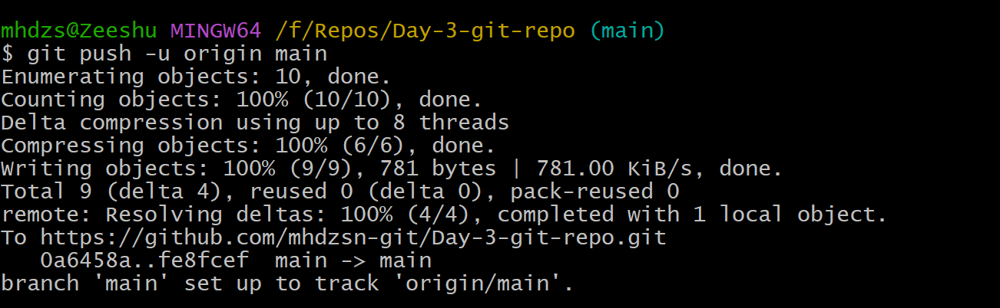 mhdzs@Zeeshu MINGW64 /f/Repos/Day-3-git-repo (main)
$ git push -u origin main
Enumerating objects: 10, done.
Counting objects: 100% (10/10), done.
Delta compression using up to 8 threads
Compressing objects: 100% (6/6), done.
Writing objects: 100% (9/9), 781 bytes | 781.00 KiB/s, done.
Total 9 (delta 4), reused 0 (delta 0), pack-reused 0
remote: Resolving deltas: 100% (4/4), completed with 1 local object.
To https://github.com/mhdzsn-git/Day-3-git-repo.git
   0a6458a..fe8fcef  main -> main
branch 'main' set up to track 'origin/main'.